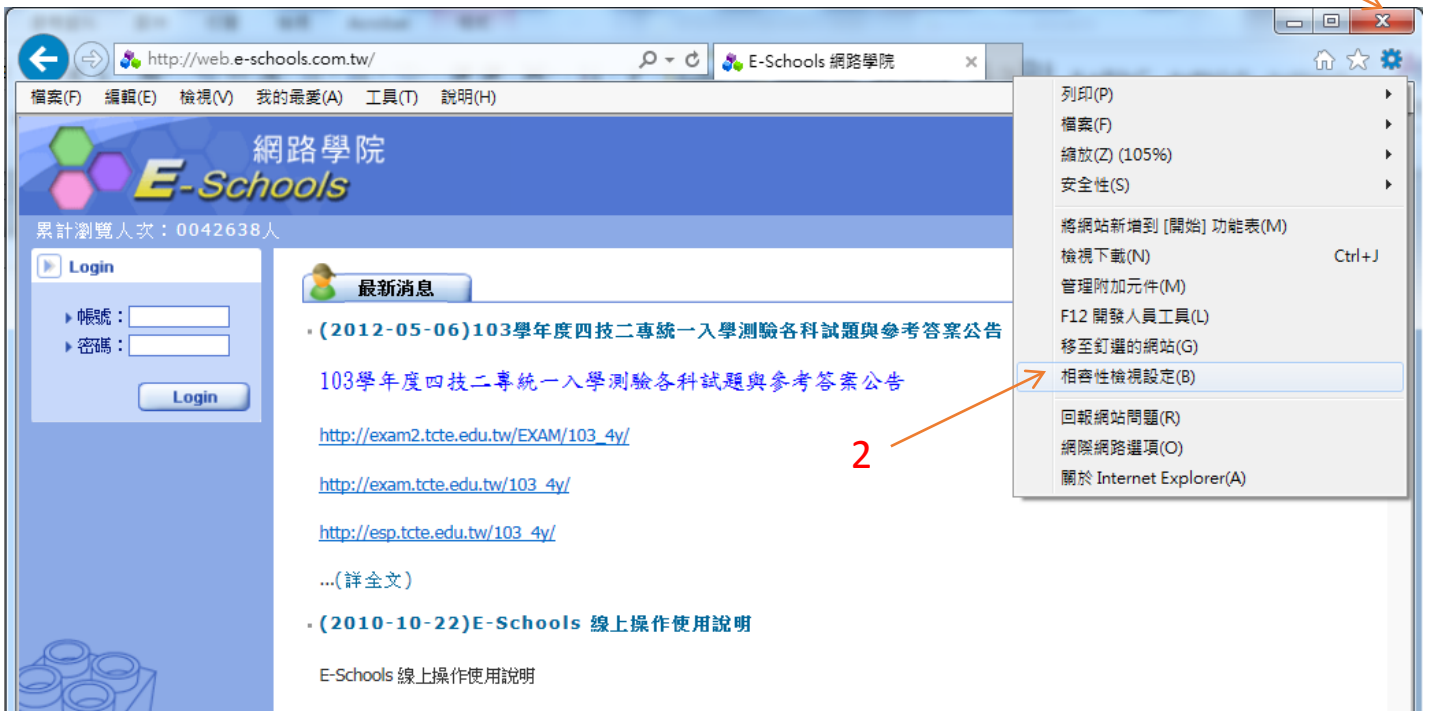 http://web.e-schools.com.tw/
E-Schools 網路學院
檔案(F) 編輯(E) 檢視(V) 我的最愛(A) 工具(T) 說明(H)
網路學院
E-Schools
累計瀏覽人次：0042638人
Login
帳號：
密碼：
Login
最新消息
(2012-05-06)103學年度四技二專統一入學測驗各科試題與參考答案公告
103學年度四技二專統一入學測驗各科試題與參考答案公告
http://exam2.tcte.edu.tw/EXAM/103_4y/
http://exam.tcte.edu.tw/103_4y/
http://esp.tcte.edu.tw/103_4y/
...(詳全文)
(2010-10-22)E-Schools 線上操作使用說明
E-Schools 線上操作使用說明
列印(P)
檔案(F)
縮放(Z) (105%)
安全性(S)
將網站新增到 [開始] 功能表(M)
檢視下載(N) Ctrl+J
管理附加元件(M)
F12 開發人員工具(L)
移至釘選的網站(G)
相容性檢視設定(B)
回報網站問題(R)
網際網路選項(O)
關於 Internet Explorer(A)
2